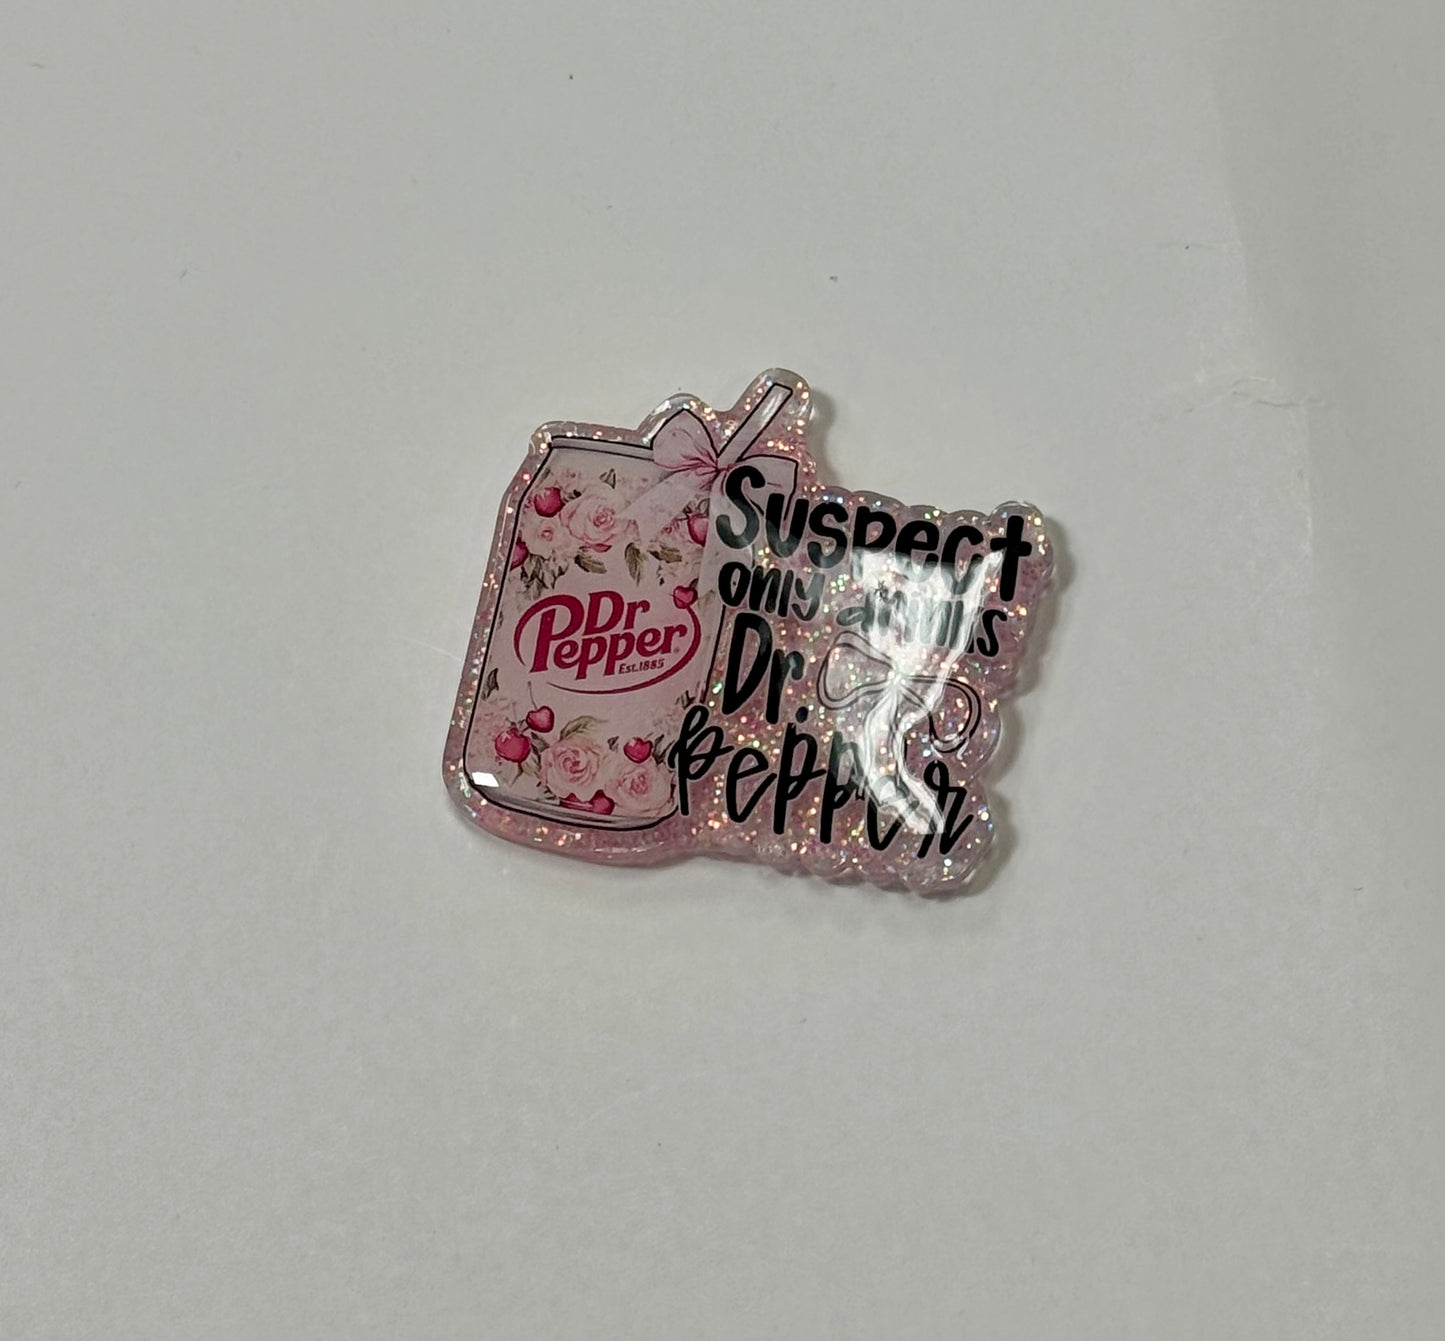 Dr
Pepper
Est.1885
Suspect
only drinks
Dr.
Pepper